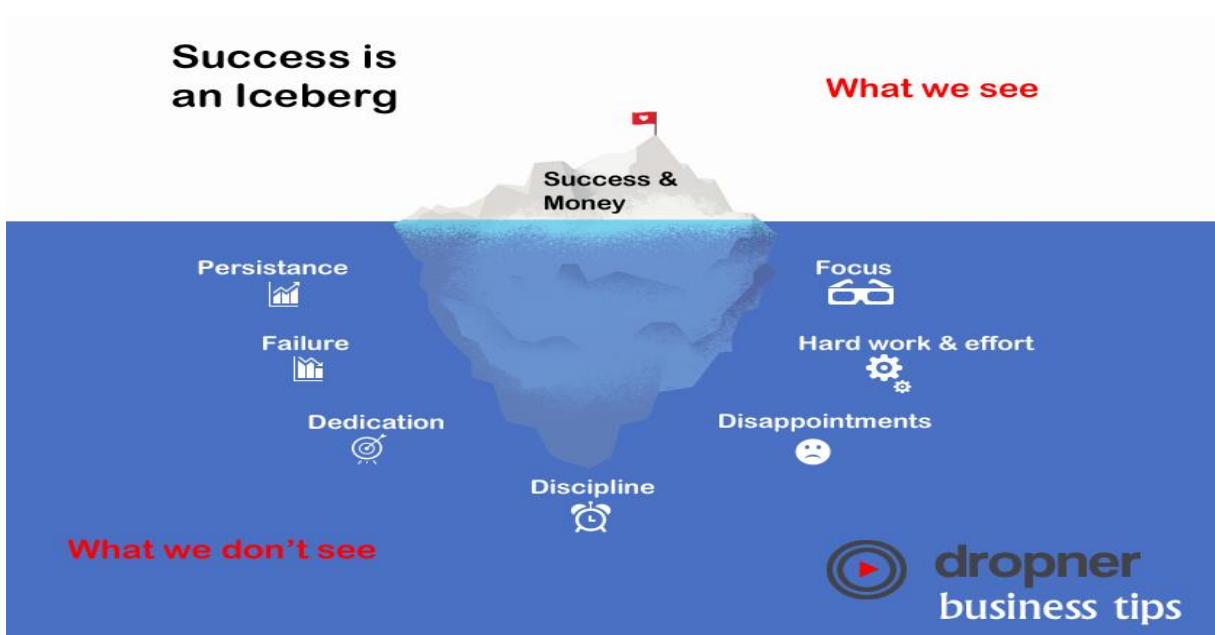 Success is
an Iceberg
What we see
Success &
Money
Persistance
Focus
Failure
Hard work & effort
Dedication
Disappointments
Discipline
What we don't see
dropner
business tips